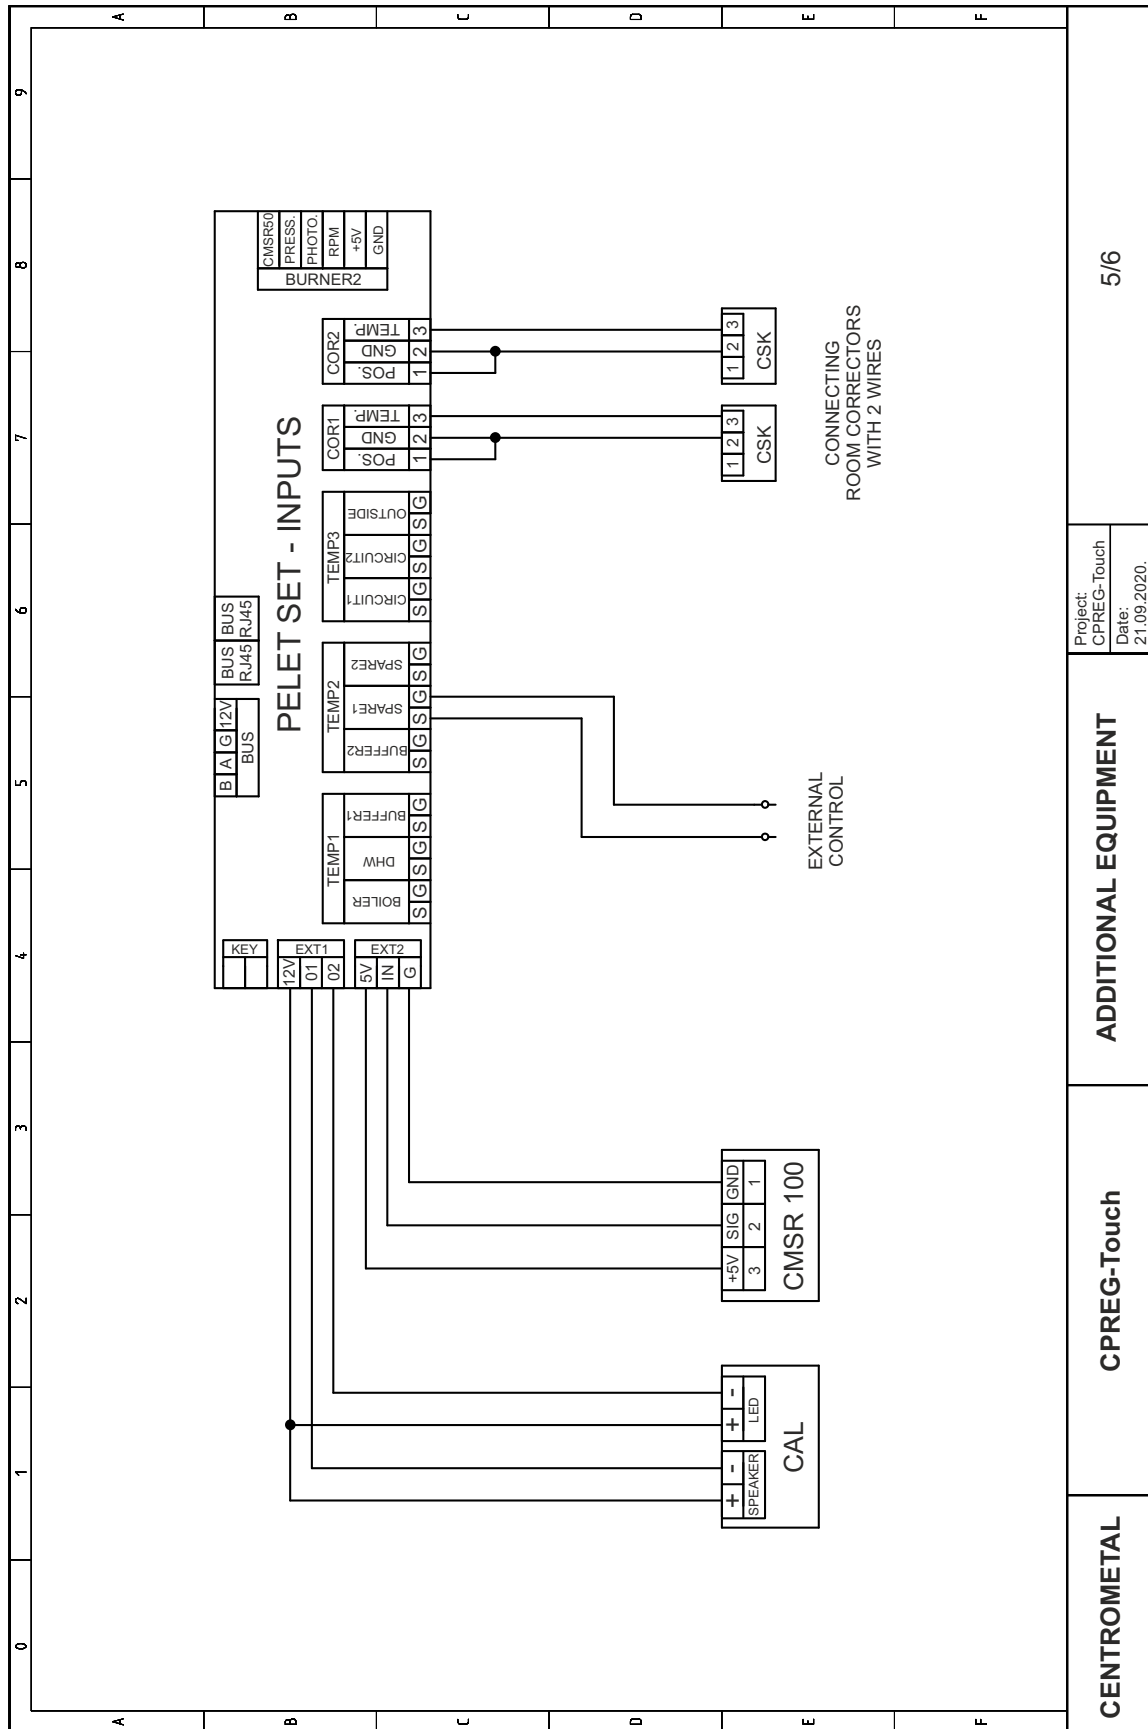 0 1 2 3 4 5 6 7 8 9
A A
B B
C C
D D
E E
F F
PELET SET - INPUTS
KEY
EXT1
12V
01
02
EXT2
5V
IN
G
B A G 12V
BUS
BUS
RJ45
BUS
RJ45
TEMP1
BOILER
DHW
BUFFER1
S G S G S G
TEMP2
BUFFER2
SPARE1
SPARE2
S G S G S G
TEMP3
CIRCUIT1
CIRCUIT2
OUTSIDE
S G S G S G
COR1
POS.
GND
TEMP.
1 2 3
COR2
POS.
GND
TEMP.
1 2 3
CMSR50
PRESS.
PHOTO.
RPM
+5V
GND
BURNER2
+ - + -
SPEAKER
LED
CAL
+5V SIG GND
3 2 1
CMSR 100
EXTERNAL
CONTROL
1 2 3
CSK
1 2 3
CSK
CONNECTING
ROOM CORRECTORS
WITH 2 WIRES
CENTROMETAL
CPREG-Touch
ADDITIONAL EQUIPMENT
Project:
CPREG-Touch
Date:
21.09.2020.
5/6